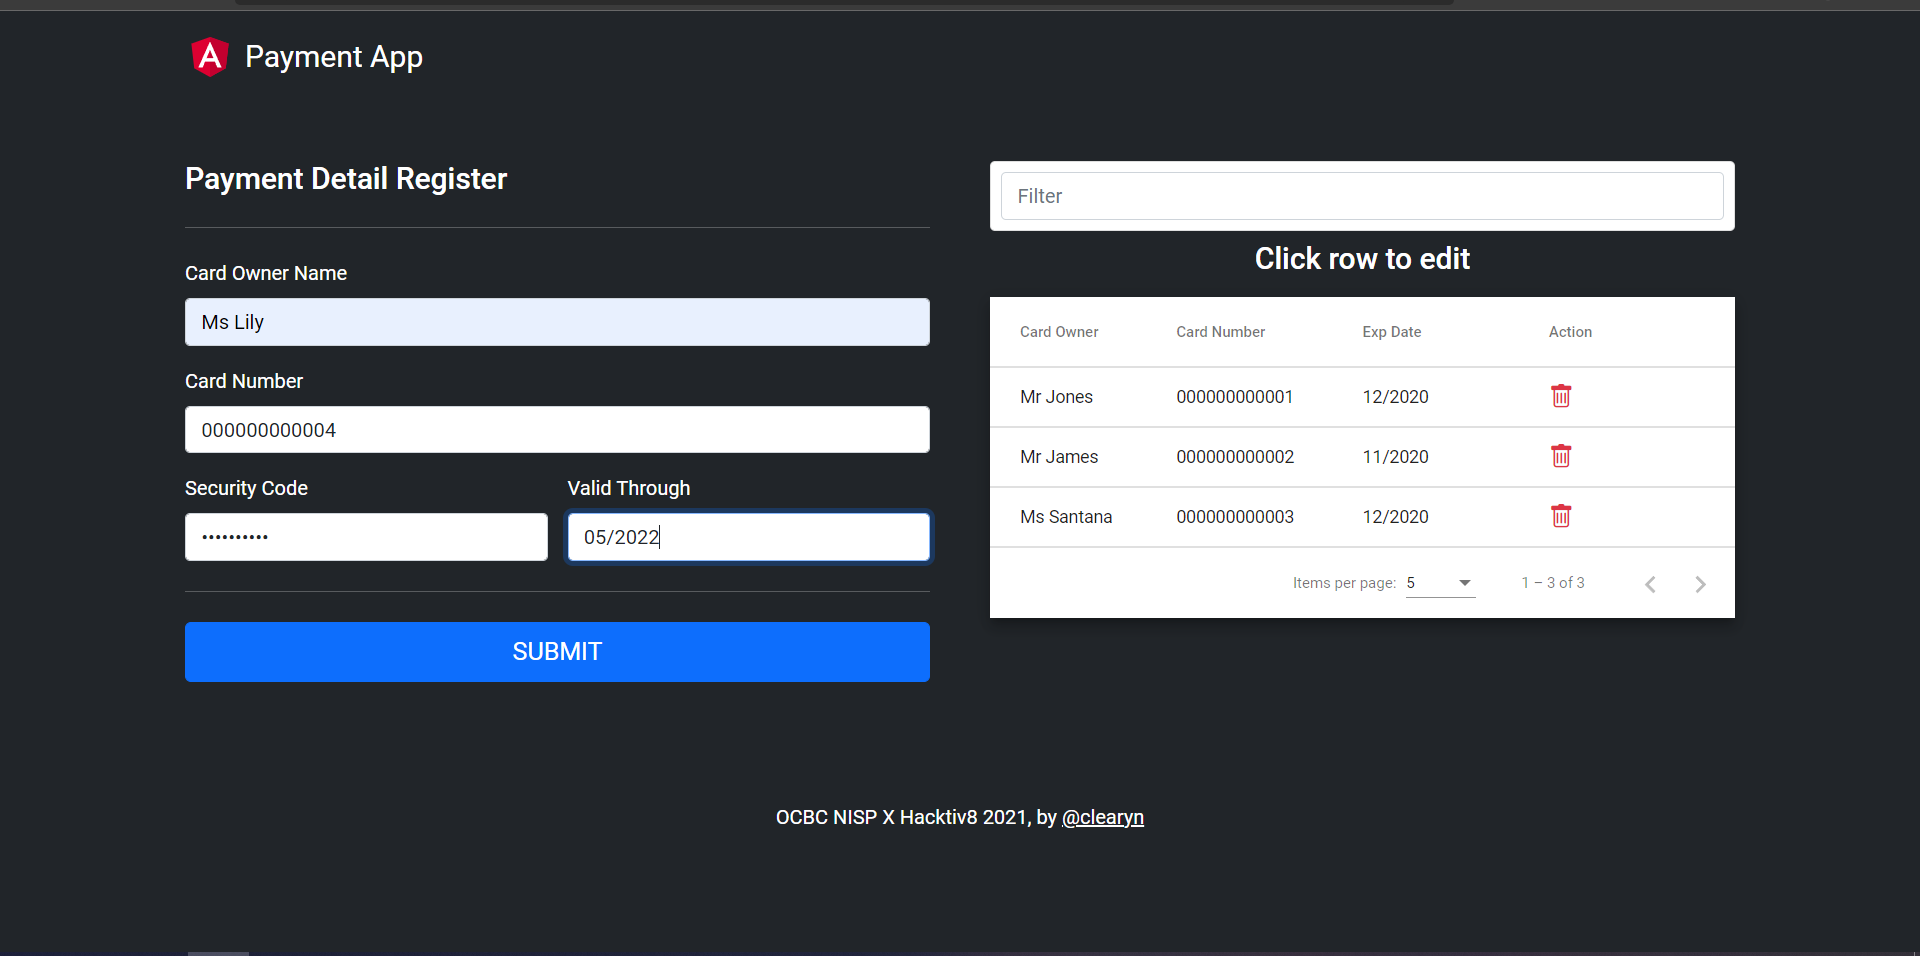 Payment App
Payment Detail Register
Card Owner Name
Ms Lily
Card Number
000000000004
Security Code Valid Through
•••••••••• 05/2022
SUBMIT
Filter
Click row to edit
Card Owner Card Number Exp Date Action
Mr Jones 000000000001 12/2020
Mr James 000000000002 11/2020
Ms Santana 000000000003 12/2020
Items per page: 5 1 – 3 of 3
OCBC NISP X Hacktiv8 2021, by @clearyn